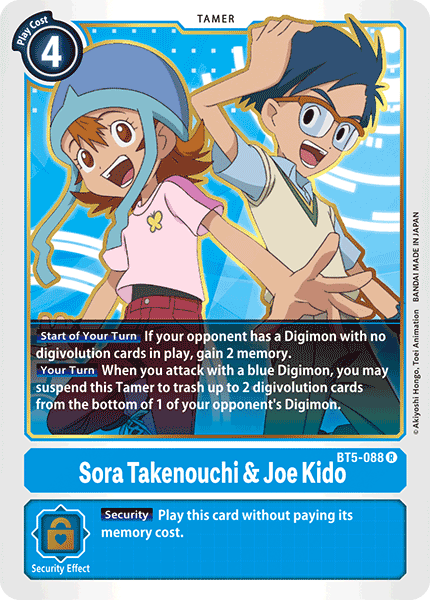 TAMER
Play Cost
4
Start of Your Turn If your opponent has a Digimon with no
digivolution cards in play, gain 2 memory.
Your Turn When you attack with a blue Digimon, you may
suspend this Tamer to trash up to 2 digivolution cards
from the bottom of 1 of your opponent's Digimon.
©Akiyoshi Hongo, Toei Animation BANDAI MADE IN JAPAN
BT5-088 R
Sora Takenouchi & Joe Kido
Security Play this card without paying its
memory cost.
Security Effect